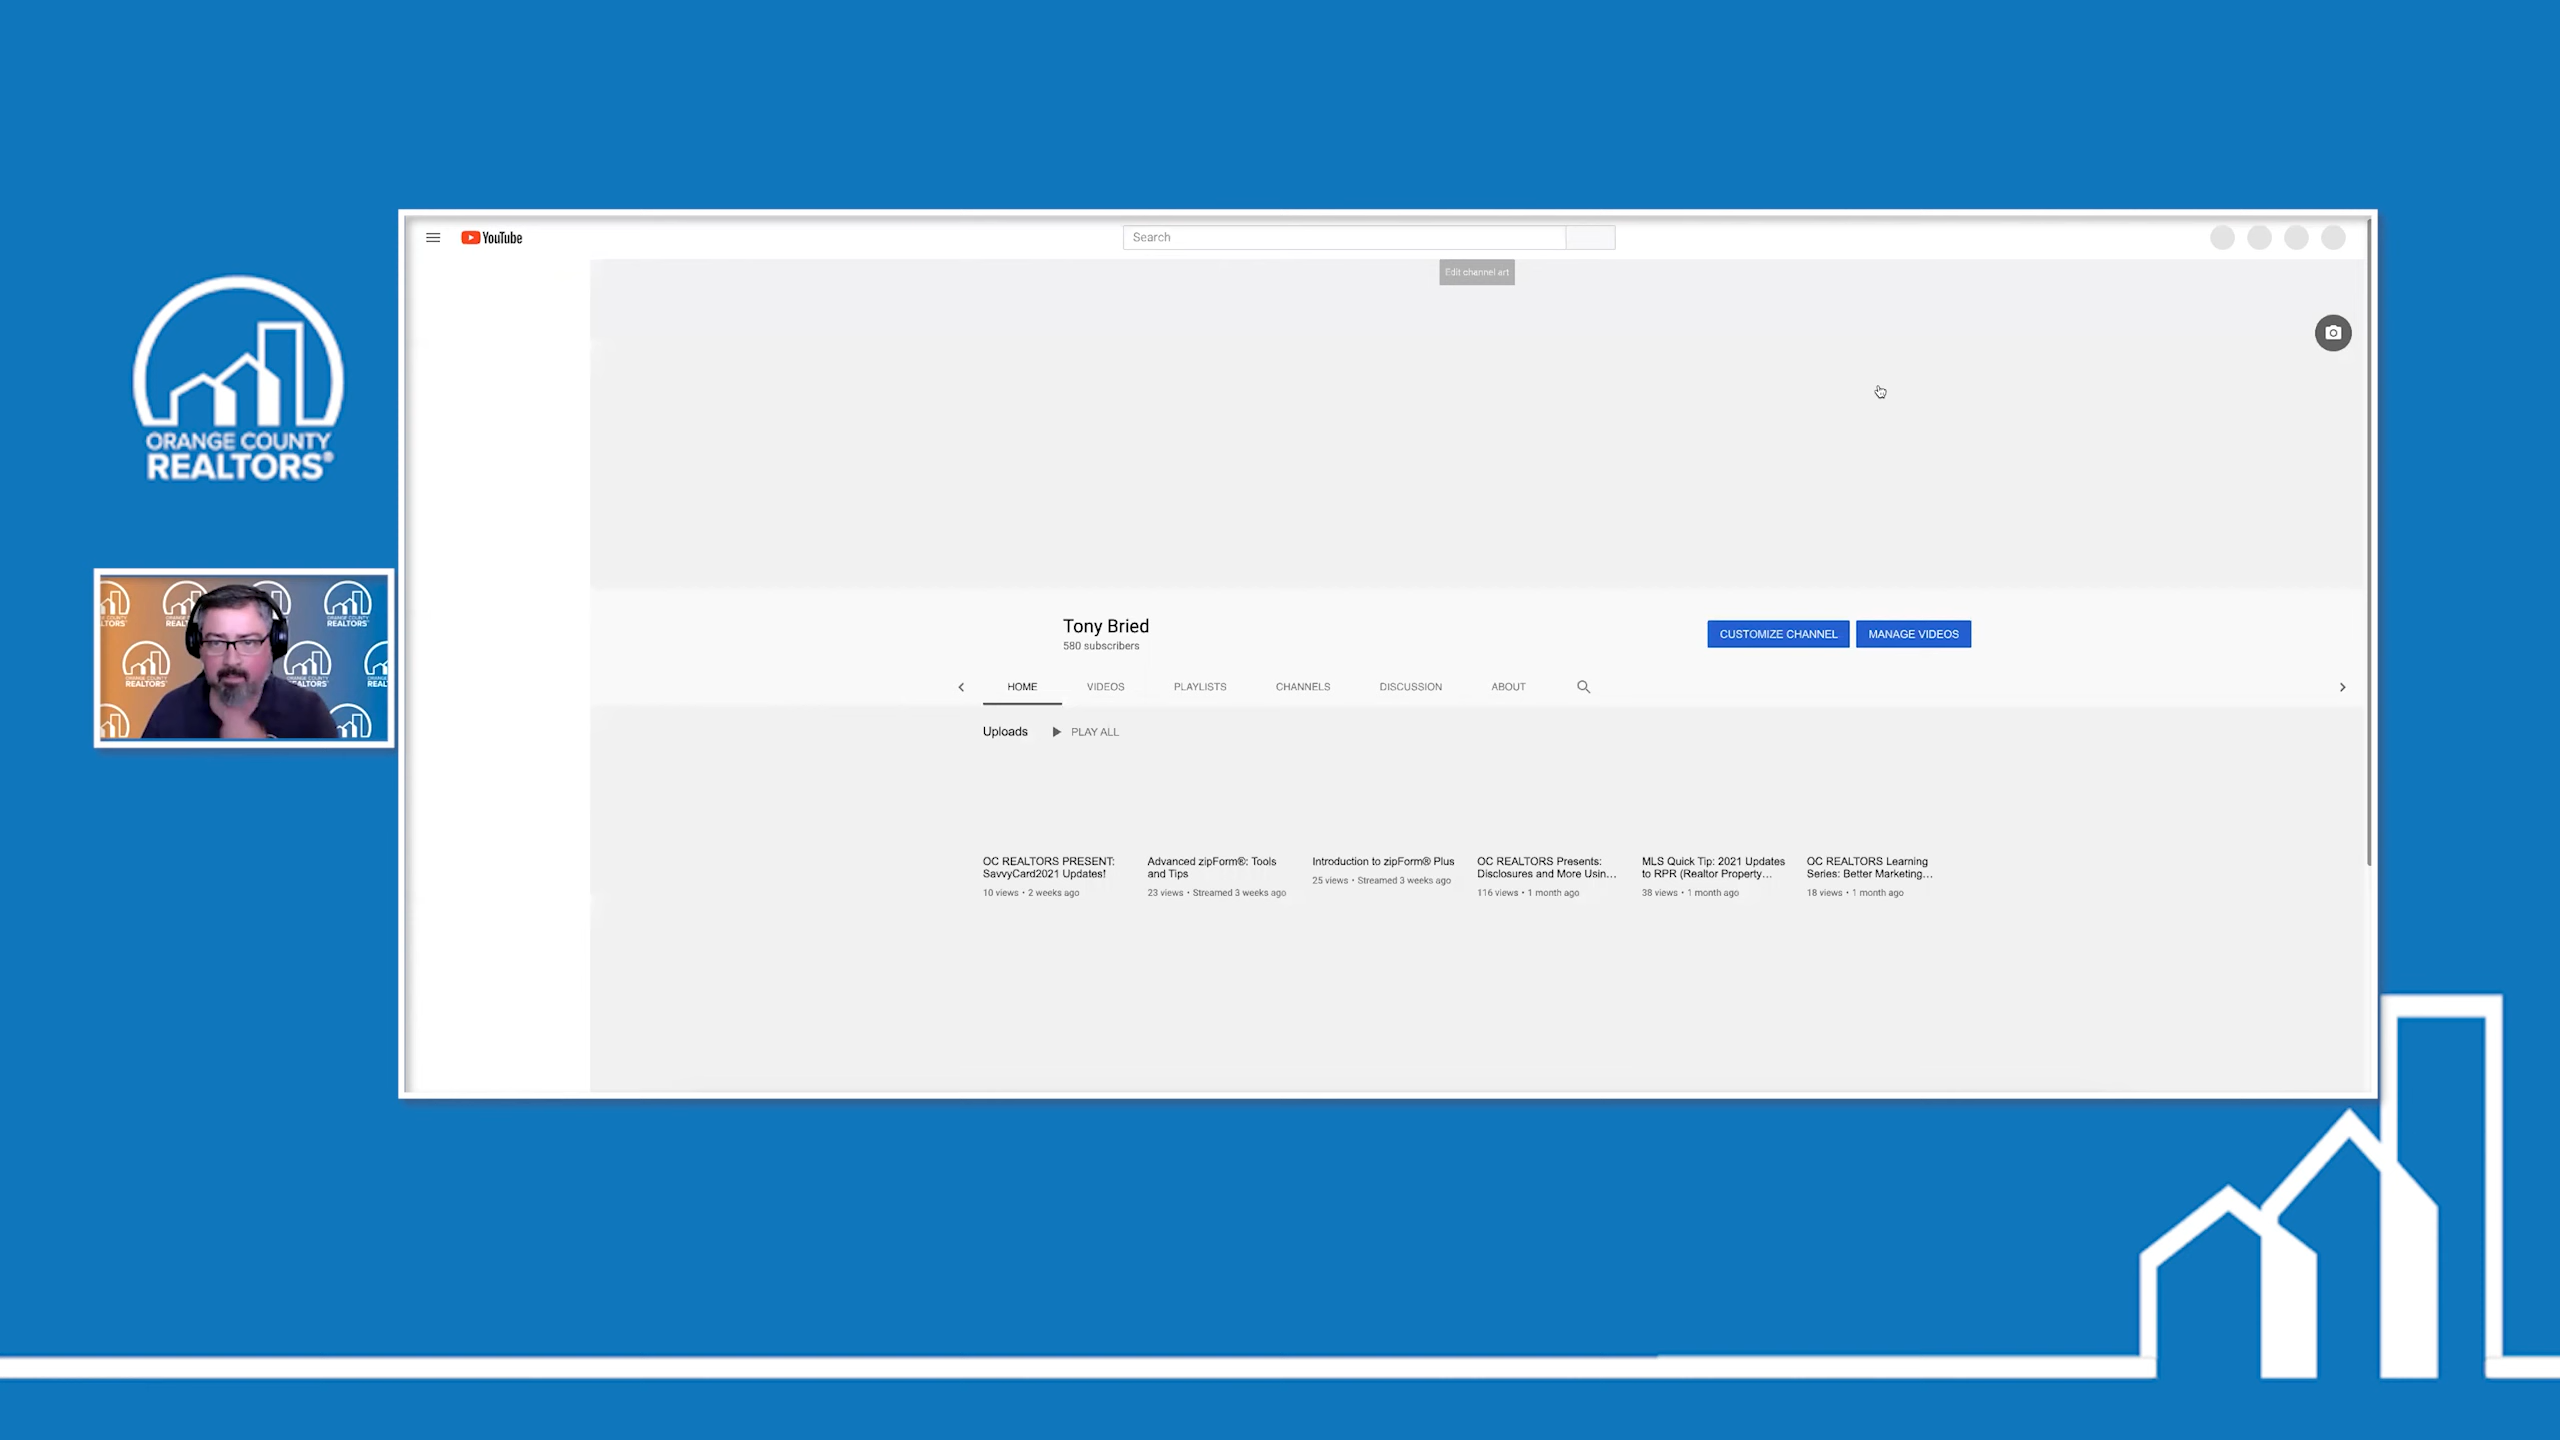 YouTube
Search
Edit channel art
ORANGE COUNTY
REALTORS®
Tony Bried
580 subscribers
CUSTOMIZE CHANNEL
MANAGE VIDEOS
HOME
VIDEOS
PLAYLISTS
CHANNELS
DISCUSSION
ABOUT
Uploads
PLAY ALL
OC REALTORS PRESENT:
SavvyCard2021 Updates!
10 views • 2 weeks ago
Advanced zipForm®: Tools
and Tips
23 views • Streamed 3 weeks ago
Introduction to zipForm® Plus
25 views • Streamed 3 weeks ago
OC REALTORS Presents:
Disclosures and More Usin...
116 views • 1 month ago
MLS Quick Tip: 2021 Updates
to RPR (Realtor Property...
38 views • 1 month ago
OC REALTORS Learning
Series: Better Marketing...
18 views • 1 month ago